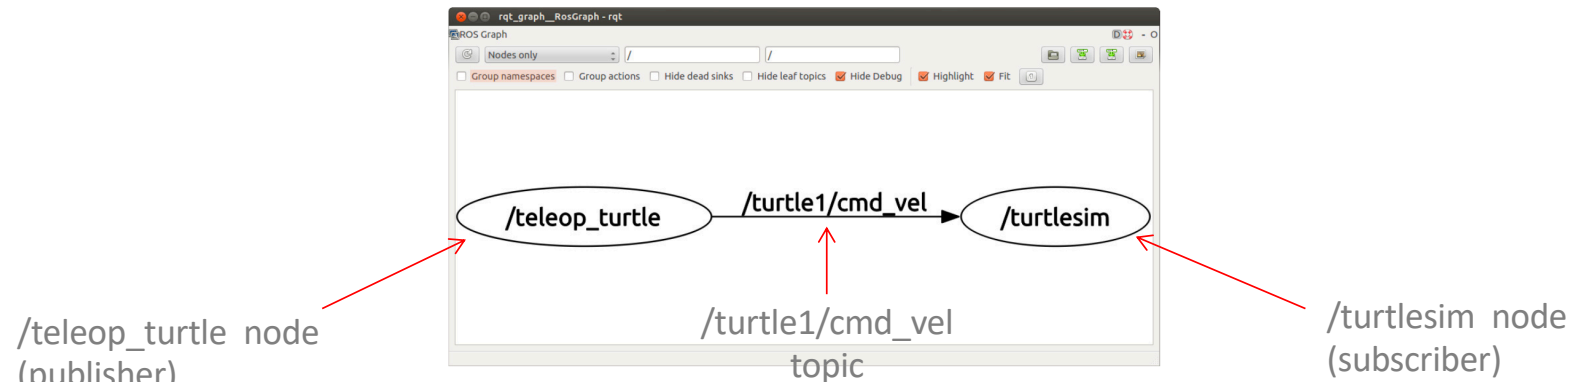 rqt_graph__RosGraph - rqt
ROS Graph
D - O
Nodes only / /
Group namespaces Group actions Hide dead sinks Hide leaf topics Hide Debug Highlight Fit
/teleop_turtle /turtle1/cmd_vel /turtlesim
/teleop_turtle node
(publisher)
/turtle1/cmd_vel
topic
/turtlesim node
(subscriber)